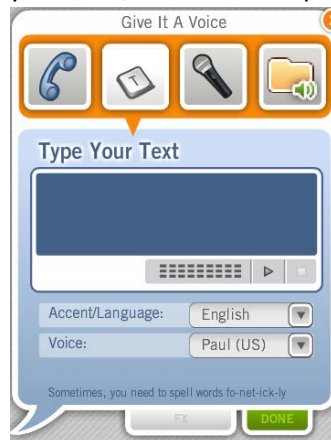 Give It A Voice
T
Type Your Text
Accent/Language: English
Voice: Paul (US)
Sometimes, you need to spell words fo-net-ick-ly
FX DONE